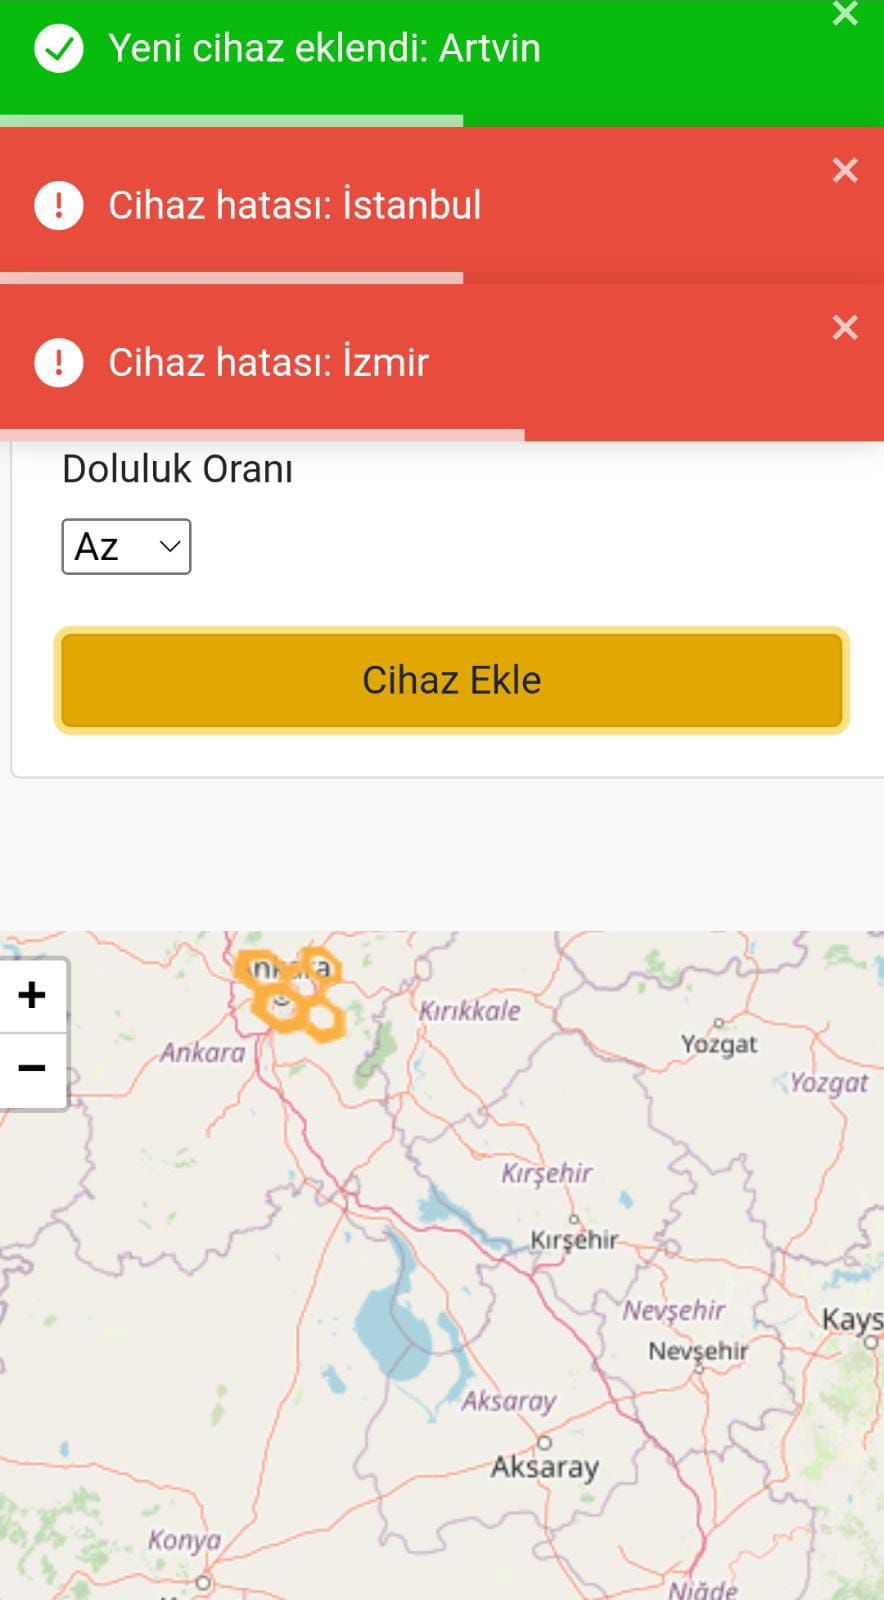 Yeni cihaz eklendi: Artvin
Cihaz hatası: İstanbul
Cihaz hatası: İzmir
Doluluk Oranı
Az
Cihaz Ekle
+
−
Kırıkkale
Ankara
Yozgat
Yozgat
Kırşehir
Kırşehir
Nevşehir
Kays
Nevşehir
Aksaray
Aksaray
Konya
Niğde